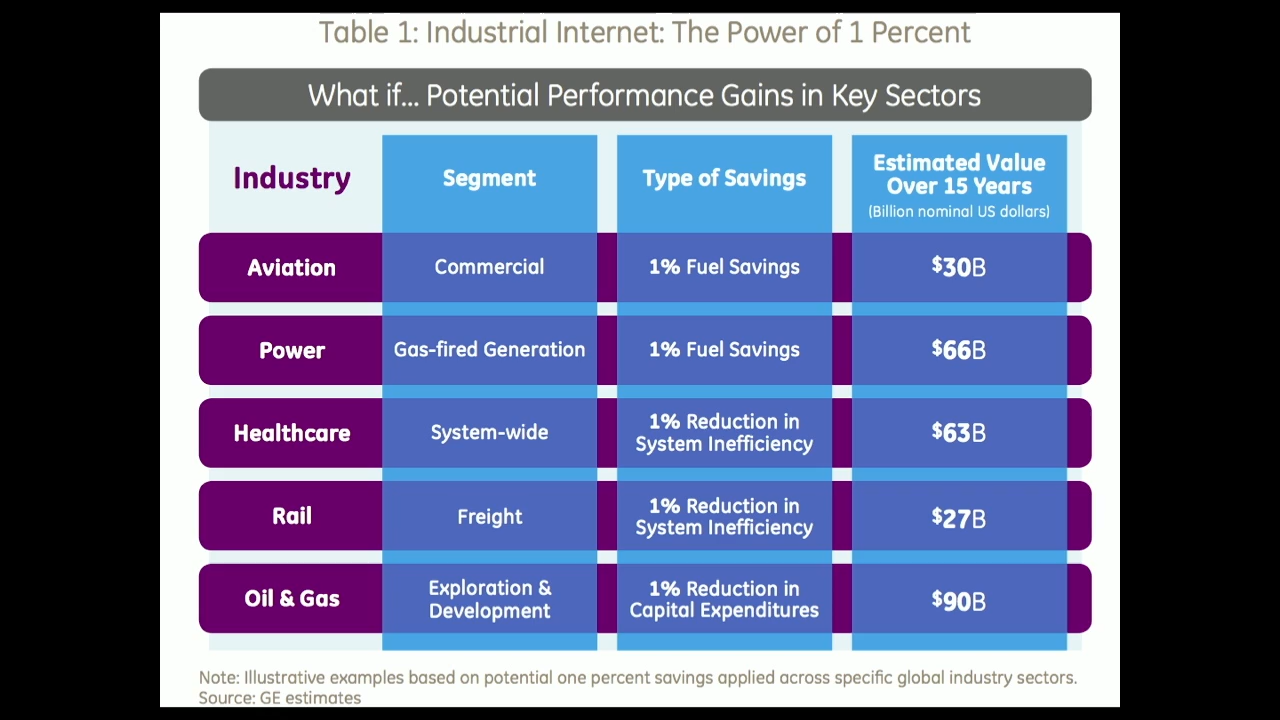 Table 1: Industrial Internet: The Power of 1 Percent
What if... Potential Performance Gains in Key Sectors
Industry
Segment
Type of Savings
Estimated Value
Over 15 Years
(Billion nominal US dollars)
Aviation
Commercial
1% Fuel Savings
$30B
Power
Gas-fired Generation
1% Fuel Savings
$66B
Healthcare
System-wide
1% Reduction in
System Inefficiency
$63B
Rail
Freight
1% Reduction in
System Inefficiency
$27B
Oil & Gas
Exploration &
Development
1% Reduction in
Capital Expenditures
$90B
Note: Illustrative examples based on potential one percent savings applied across specific global industry sectors.
Source: GE estimates